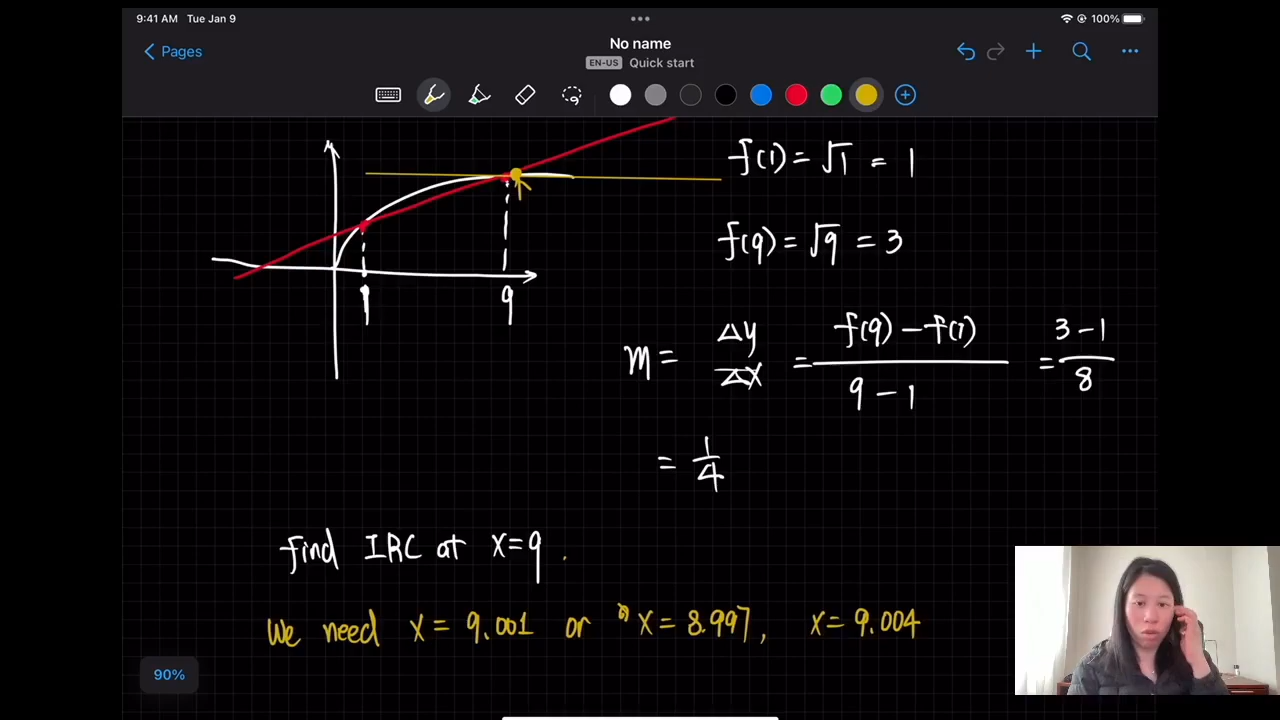 9:41 AM Tue Jan 9
100%
Pages
No name
EN-US Quick start
f(1) = √1 = 1
f(9) = √9 = 3
1
9
m = Δy/Δx = f(9) − f(1)/9 − 1 = 3 − 1/8
= 1/4
find IRC at x=9 .
We need x = 9.001 or x = 8.997, x = 9.004
90%